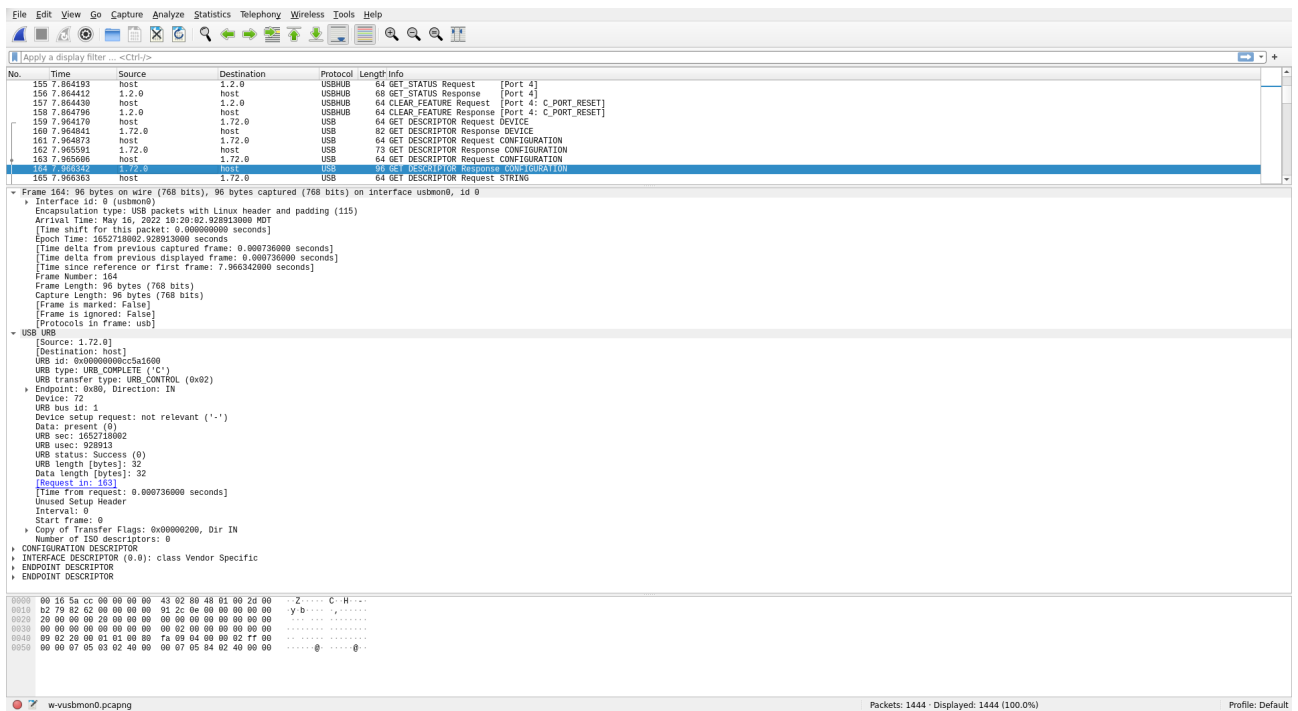 File Edit View Go Capture Analyze Statistics Telephony Wireless Tools Help
Apply a display filter ... <Ctrl-/>
No. Time Source Destination Protocol Length Info
155 7.864193 host 1.2.0 USBHUB 64 GET_STATUS Request [Port 4]
156 7.864412 1.2.0 host USBHUB 68 GET_STATUS Response [Port 4]
157 7.864430 host 1.2.0 USBHUB 64 CLEAR_FEATURE Request [Port 4: C_PORT_RESET]
158 7.864796 1.2.0 host USBHUB 64 CLEAR_FEATURE Response [Port 4: C_PORT_RESET]
159 7.964170 host 1.72.0 USB 64 GET DESCRIPTOR Request DEVICE
160 7.964841 1.72.0 host USB 82 GET DESCRIPTOR Response DEVICE
161 7.964873 host 1.72.0 USB 64 GET DESCRIPTOR Request CONFIGURATION
162 7.965591 1.72.0 host USB 73 GET DESCRIPTOR Response CONFIGURATION
163 7.965606 host 1.72.0 USB 64 GET DESCRIPTOR Request CONFIGURATION
164 7.966342 1.72.0 host USB 96 GET DESCRIPTOR Response CONFIGURATION
165 7.966363 host 1.72.0 USB 64 GET DESCRIPTOR Request STRING
Frame 164: 96 bytes on wire (768 bits), 96 bytes captured (768 bits) on interface usbmon0, id 0
Interface id: 0 (usbmon0)
Encapsulation type: USB packets with Linux header and padding (115)
Arrival Time: May 16, 2022 10:20:02.928913000 MDT
[Time shift for this packet: 0.000000000 seconds]
Epoch Time: 1652718002.928913000 seconds
[Time delta from previous captured frame: 0.000736000 seconds]
[Time delta from previous displayed frame: 0.000736000 seconds]
[Time since reference or first frame: 7.966342000 seconds]
Frame Number: 164
Frame Length: 96 bytes (768 bits)
Capture Length: 96 bytes (768 bits)
[Frame is marked: False]
[Frame is ignored: False]
[Protocols in frame: usb]
USB URB
[Source: 1.72.0]
[Destination: host]
URB id: 0x00000000cc5a1600
URB type: URB_COMPLETE ('C')
URB transfer type: URB_CONTROL (0x02)
Endpoint: 0x80, Direction: IN
Device: 72
URB bus id: 1
Device setup request: not relevant ('-')
Data: present (0)
URB sec: 1652718002
URB usec: 928913
URB status: Success (0)
URB length [bytes]: 32
Data length [bytes]: 32
[Request in: 163]
[Time from request: 0.000736000 seconds]
Unused Setup Header
Interval: 0
Start frame: 0
Copy of Transfer Flags: 0x00000200, Dir IN
Number of ISO descriptors: 0
CONFIGURATION DESCRIPTOR
INTERFACE DESCRIPTOR (0.0): class Vendor Specific
ENDPOINT DESCRIPTOR
ENDPOINT DESCRIPTOR
0000 00 16 5a cc 00 00 00 00 43 02 80 48 01 00 2d 00 ··Z····· C··H··-·
0010 b2 79 82 62 00 00 00 00 91 2c 0e 00 00 00 00 00 ·y·b···· ·,······
0020 20 00 00 00 20 00 00 00 00 00 00 00 00 00 00 00 ··· ··· ········
0030 00 00 00 00 00 00 00 00 00 02 00 00 00 00 00 00 ········ ········
0040 09 02 20 00 01 01 00 80 fa 09 04 00 00 02 ff 00 ·· ····· ········
0050 00 00 07 05 03 02 40 00 00 07 05 84 02 40 00 00 ······@· ·····@··
w-vusbmon0.pcapng Packets: 1444 · Displayed: 1444 (100.0%) Profile: Default